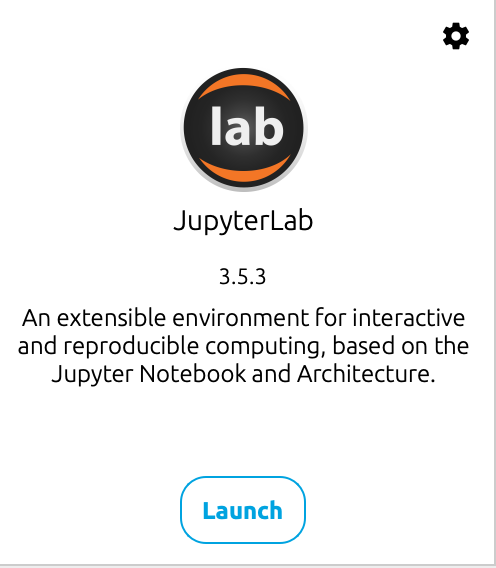 lab
JupyterLab
3.5.3
An extensible environment for interactive
and reproducible computing, based on the
Jupyter Notebook and Architecture.
Launch